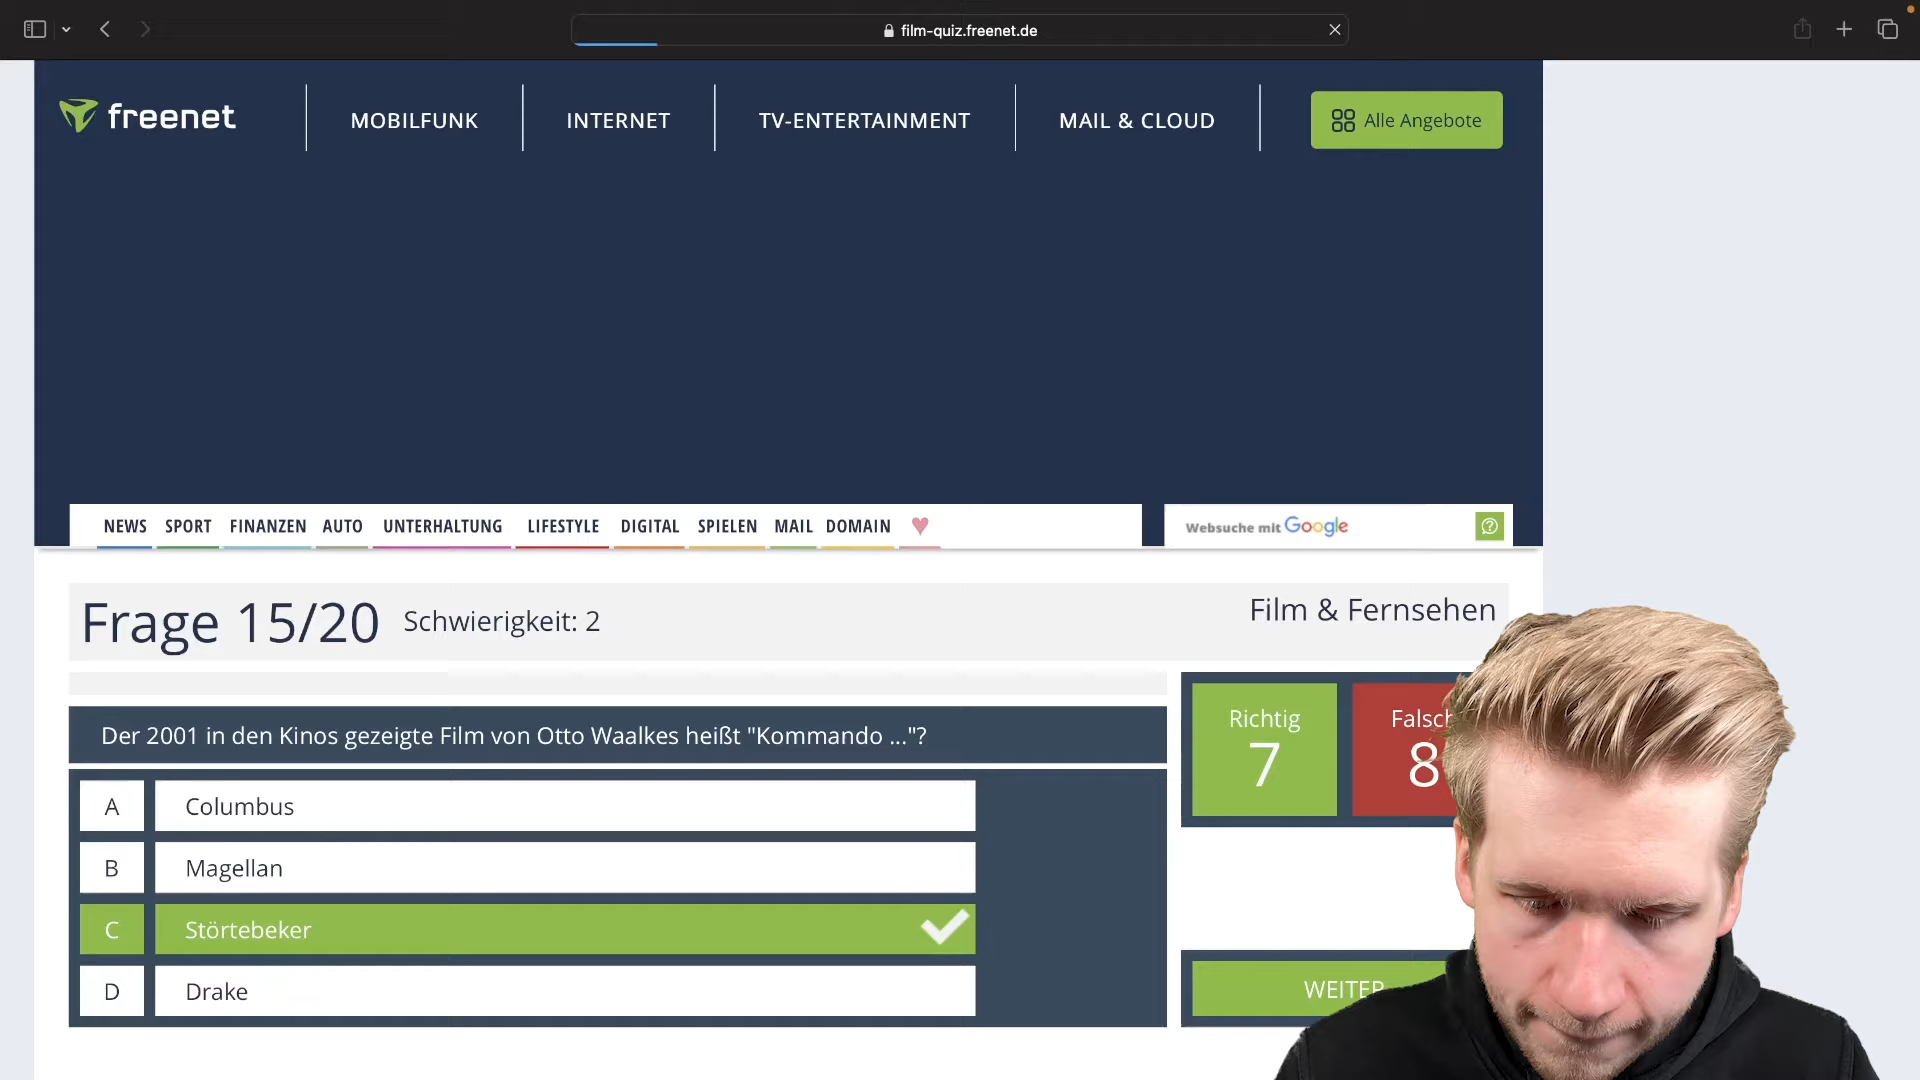 film-quiz.freenet.de
freenet
MOBILFUNK
INTERNET
TV-ENTERTAINMENT
MAIL & CLOUD
Alle Angebote
NEWS SPORT FINANZEN AUTO UNTERHALTUNG LIFESTYLE DIGITAL SPIELEN MAIL DOMAIN
Websuche mit Google
Frage 15/20 Schwierigkeit: 2
Film & Fernsehen
Der 2001 in den Kinos gezeigte Film von Otto Waalkes heißt "Kommando ..."?
A Columbus
B Magellan
C Störtebeker
D Drake
Richtig
7
Falsch
8
WEITER